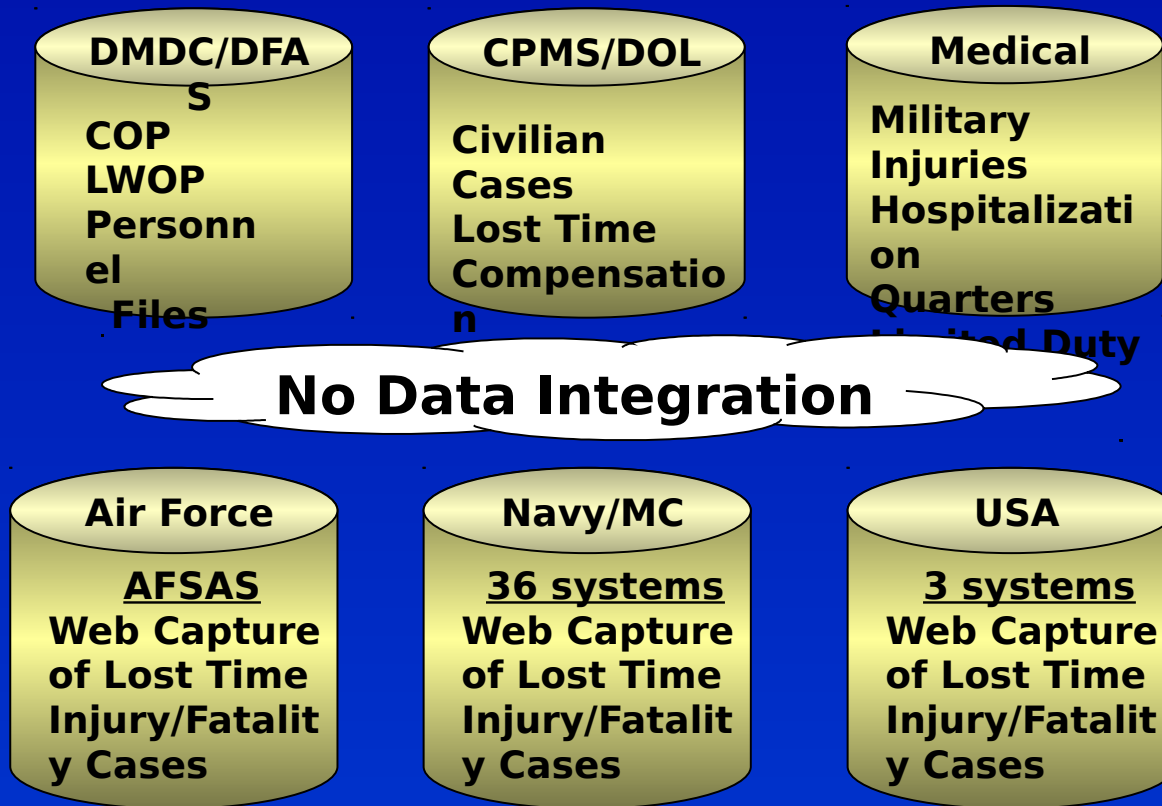 DMDC/DFA
S
COP
LWOP
Personn
el
Files
CPMS/DOL
Civilian
Cases
Lost Time
Compensatio
n
Medical
Military
Injuries
Hospitalizati
on
Quarters
Limited Duty
No Data Integration
Air Force
AFSAS
Web Capture
of Lost Time
Injury/Fatalit
y Cases
Navy/MC
36 systems
Web Capture
of Lost Time
Injury/Fatalit
y Cases
USA
3 systems
Web Capture
of Lost Time
Injury/Fatalit
y Cases